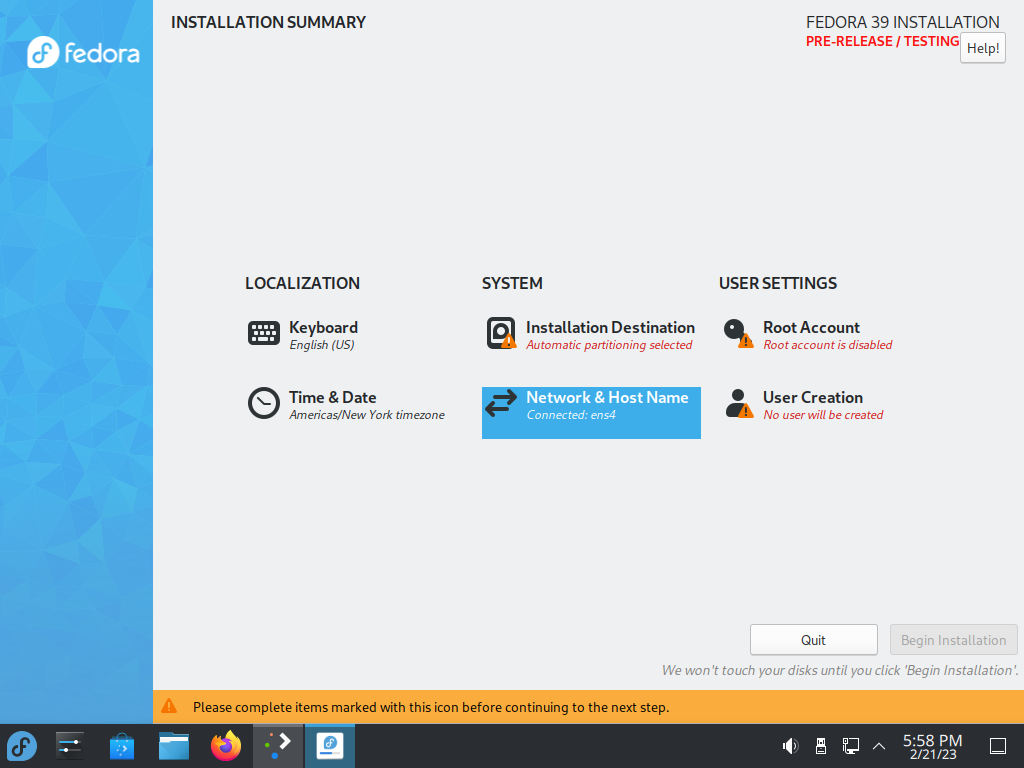 fedora
INSTALLATION SUMMARY
FEDORA 39 INSTALLATION
PRE-RELEASE / TESTING
Help!
LOCALIZATION
Keyboard
English (US)
Time & Date
Americas/New York timezone
SYSTEM
Installation Destination
Automatic partitioning selected
Network & Host Name
Connected: ens4
USER SETTINGS
Root Account
Root account is disabled
User Creation
No user will be created
Quit
Begin Installation
We won't touch your disks until you click 'Begin Installation'.
Please complete items marked with this icon before continuing to the next step.
5:58 PM
2/21/23